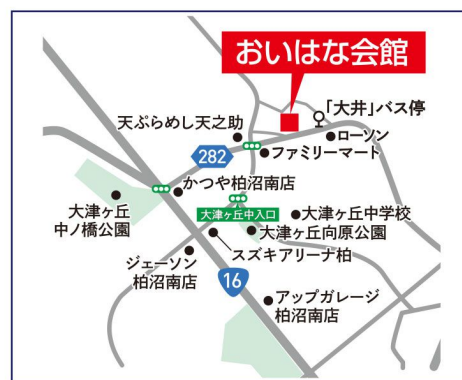 おいはな会館
「大井」バス停
天ぷらめし天之助
ローソン
282
ファミリーマート
かつや柏沼南店
大津ヶ丘
中ノ橋公園
大津ヶ丘中入口
大津ヶ丘中学校
大津ヶ丘向原公園
スズキアリーナ柏
ジェーソン
柏沼南店
16
アップガレージ
柏沼南店